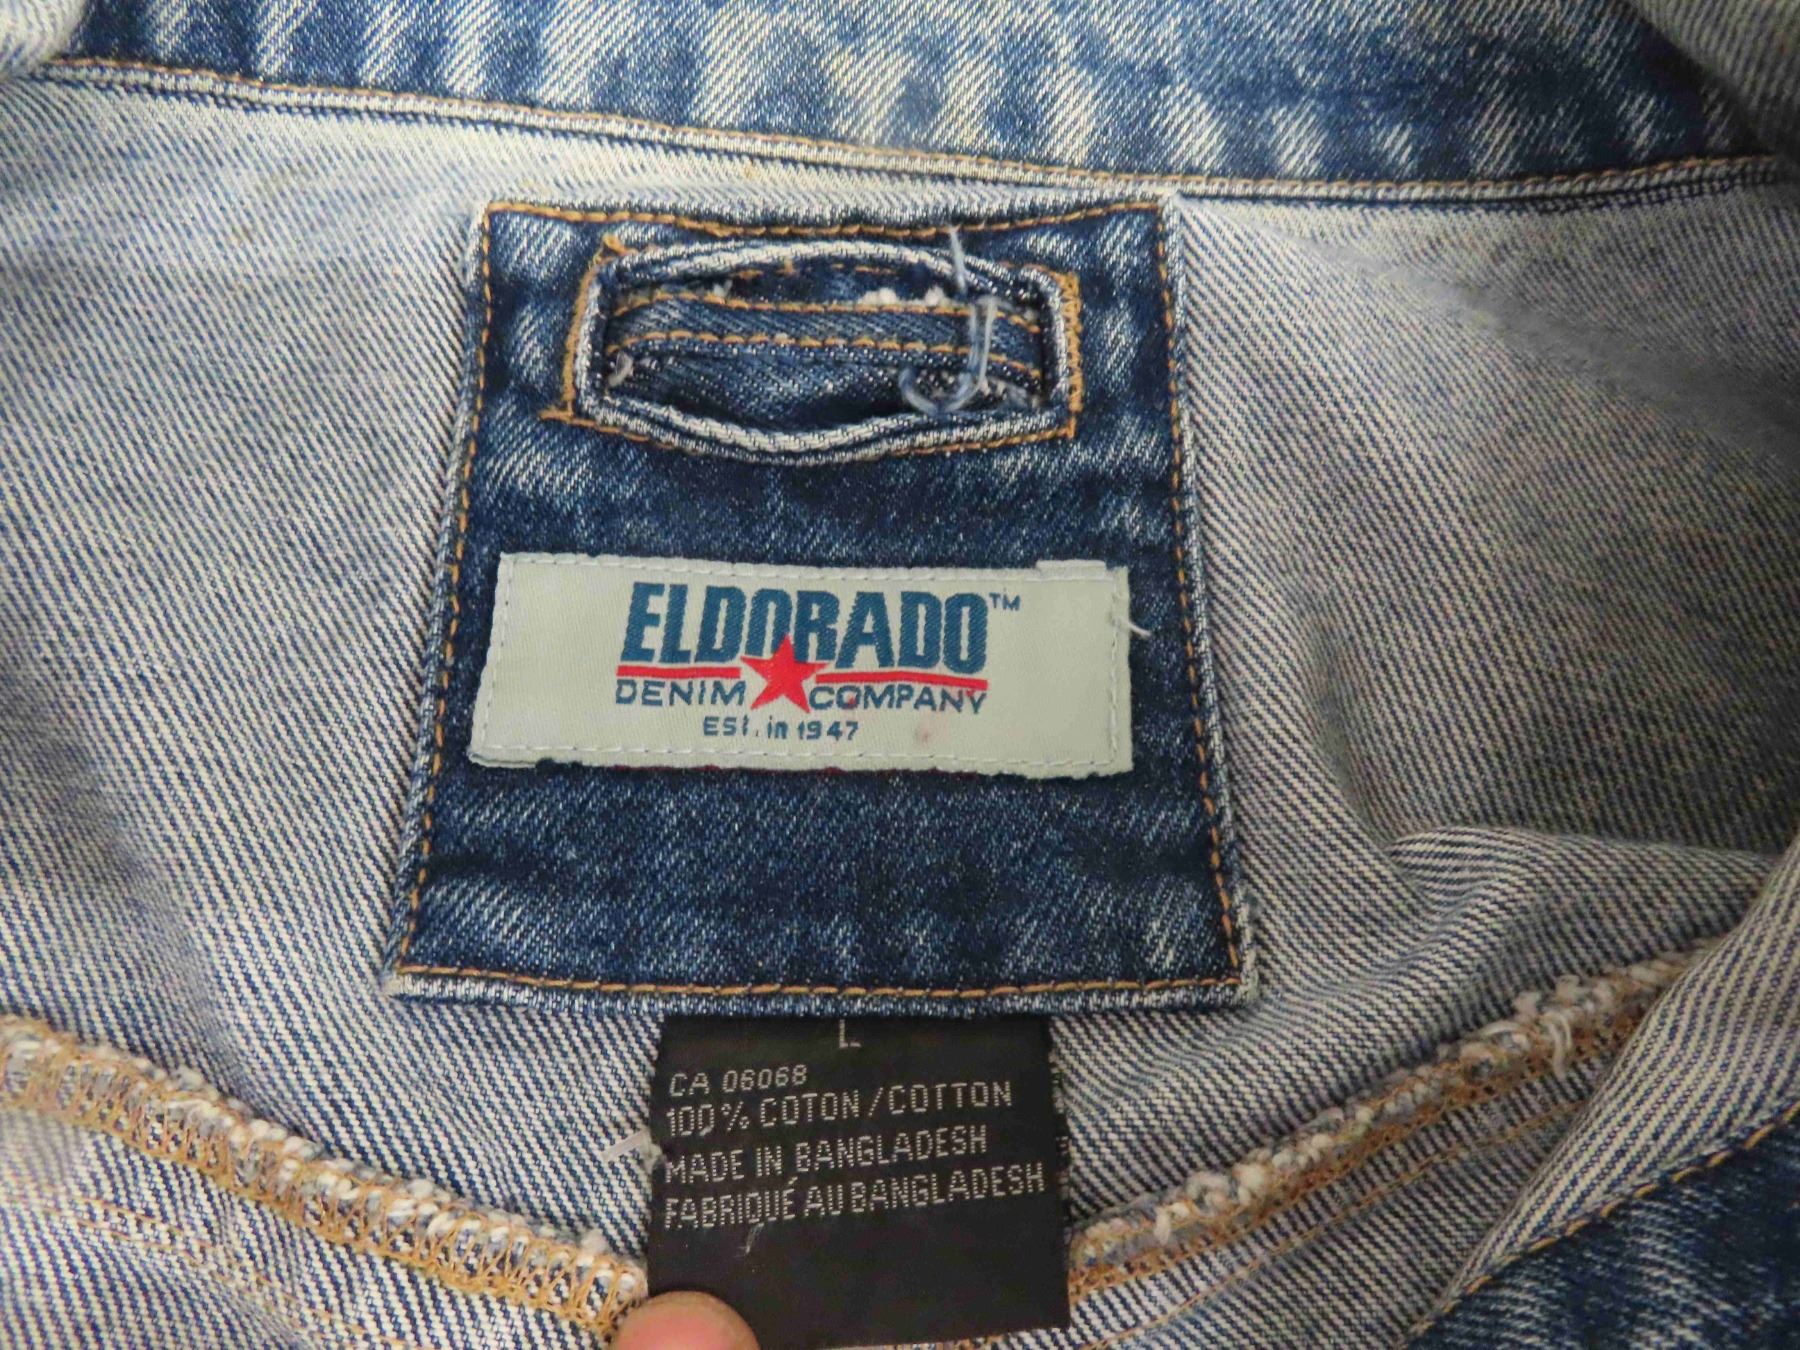 ELDORADO™
DENIM COMPANY
EST. in 1947
L
CA 06068
100% COTON/COTTON
MADE IN BANGLADESH
FABRIQUÉ AU BANGLADESH